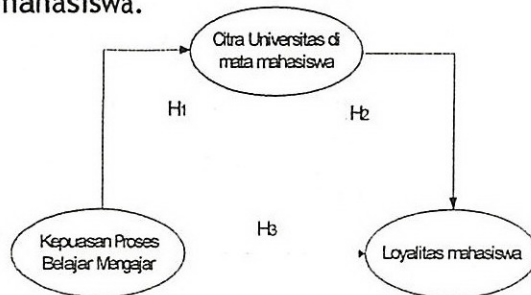 mahasiswa.
Citra Universitas di
mata mahasiswa
H1
H2
H3
Kepuasan Proses
Belajar Mengajar
Loyalitas mahasiswa